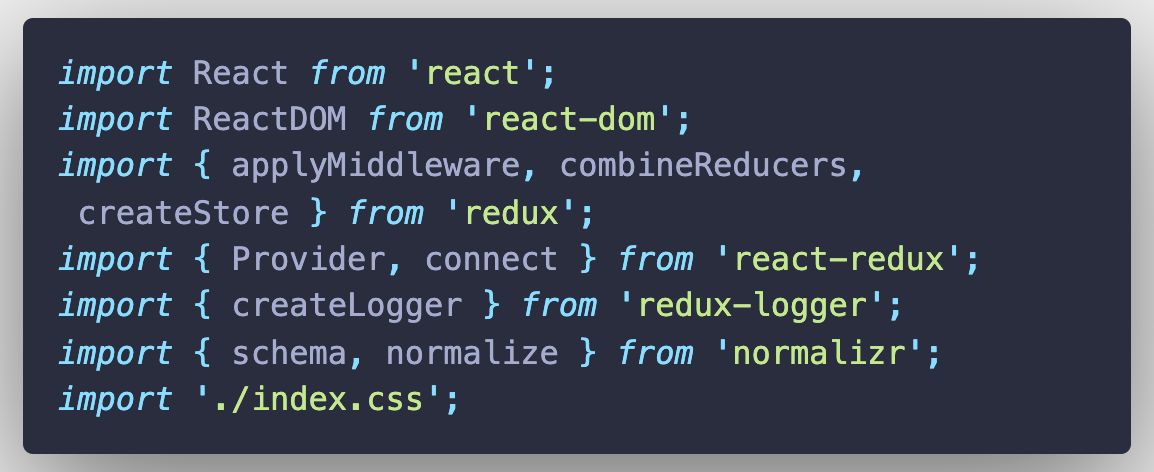 import React from 'react';
import ReactDOM from 'react-dom';
import { applyMiddleware, combineReducers,
 createStore } from 'redux';
import { Provider, connect } from 'react-redux';
import { createLogger } from 'redux-logger';
import { schema, normalize } from 'normalizr';
import './index.css';